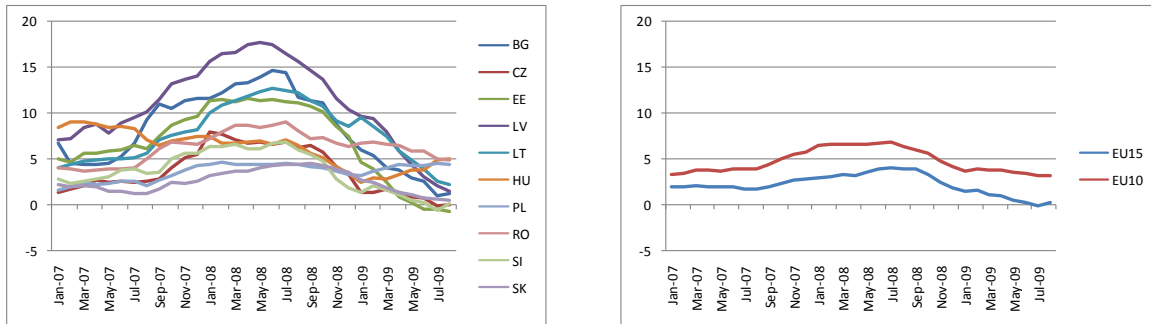 20
15
10
5
0
-5
Jan-07
Mar-07
May-07
Jul-07
Sep-07
Nov-07
Jan-08
Mar-08
May-08
Jul-08
Sep-08
Nov-08
Jan-09
Mar-09
May-09
Jul-09
BG
CZ
EE
LV
LT
HU
PL
RO
SI
SK
20
15
10
5
0
-5
Jan-07
Mar-07
May-07
Jul-07
Sep-07
Nov-07
Jan-08
Mar-08
May-08
Jul-08
Sep-08
Nov-08
Jan-09
Mar-09
May-09
Jul-09
EU15
EU10